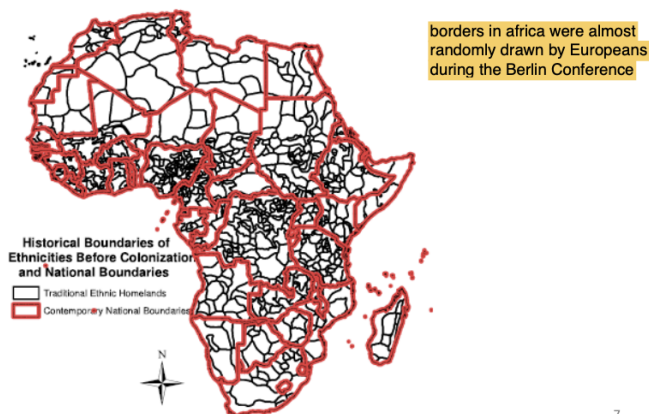 borders in africa were almost
randomly drawn by Europeans
during the Berlin Conference
Historical Boundaries of
Ethnicities Before Colonization
and National Boundaries
Traditional Ethnic Homelands
Contemporary National Boundaries
N
7